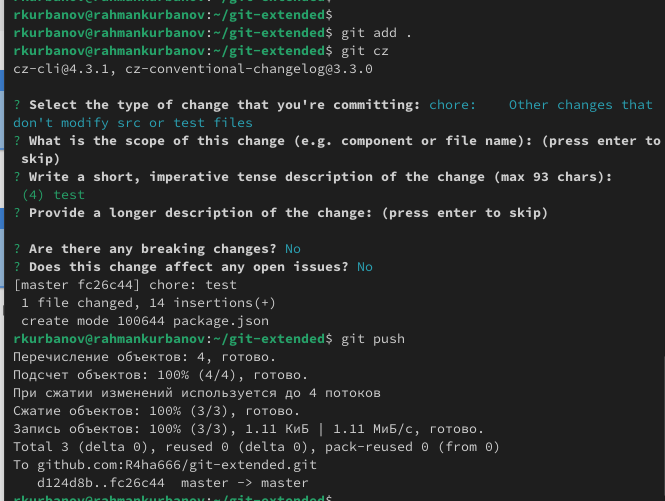 rkurbanov@rahmankurbanov:~/git-extended$
rkurbanov@rahmankurbanov:~/git-extended$
rkurbanov@rahmankurbanov:~/git-extended$ git add .
rkurbanov@rahmankurbanov:~/git-extended$ git cz
cz-cli@4.3.1, cz-conventional-changelog@3.3.0
? Select the type of change that you're committing: chore:    Other changes that
don't modify src or test files
? What is the scope of this change (e.g. component or file name): (press enter to
skip)
? Write a short, imperative tense description of the change (max 93 chars):
(4) test
? Provide a longer description of the change: (press enter to skip)
? Are there any breaking changes? No
? Does this change affect any open issues? No
[master fc26c44] chore: test
1 file changed, 14 insertions(+)
create mode 100644 package.json
rkurbanov@rahmankurbanov:~/git-extended$ git push
Перечисление объектов: 4, готово.
Подсчет объектов: 100% (4/4), готово.
При сжатии изменений используется до 4 потоков
Сжатие объектов: 100% (3/3), готово.
Запись объектов: 100% (3/3), 1.11 КиБ | 1.11 МиБ/с, готово.
Total 3 (delta 0), reused 0 (delta 0), pack-reused 0 (from 0)
To github.com:R4ha666/git-extended.git
d124d8b..fc26c44  master -> master
rkurbanov@rahmankurbanov:~/git-extended$